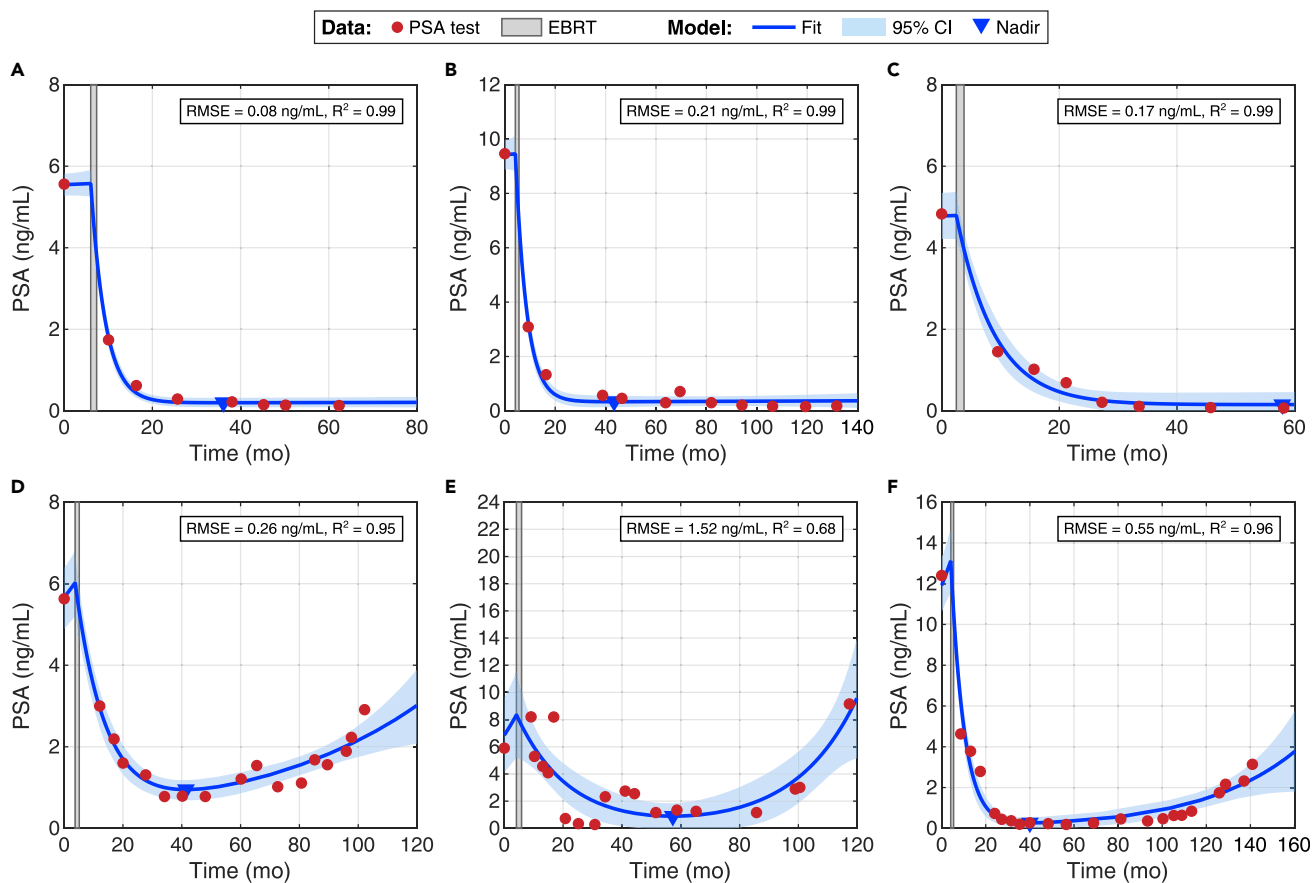 Data: PSA test EBRT Model: Fit 95% CI Nadir
A
8
6
4
2
0
PSA (ng/mL)
RMSE = 0.08 ng/mL, R² = 0.99
0 20 40 60 80
Time (mo)
B
12
10
8
6
4
2
0
PSA (ng/mL)
RMSE = 0.21 ng/mL, R² = 0.99
0 20 40 60 80 100 120 140
Time (mo)
C
8
6
4
2
0
PSA (ng/mL)
RMSE = 0.17 ng/mL, R² = 0.99
0 20 40 60
Time (mo)
D
8
6
4
2
0
PSA (ng/mL)
RMSE = 0.26 ng/mL, R² = 0.95
0 20 40 60 80 100 120
Time (mo)
E
24
22
20
18
16
14
12
10
8
6
4
2
0
PSA (ng/mL)
RMSE = 1.52 ng/mL, R² = 0.68
0 20 40 60 80 100 120
Time (mo)
F
16
14
12
10
8
6
4
2
0
PSA (ng/mL)
RMSE = 0.55 ng/mL, R² = 0.96
0 20 40 60 80 100 120 140 160
Time (mo)